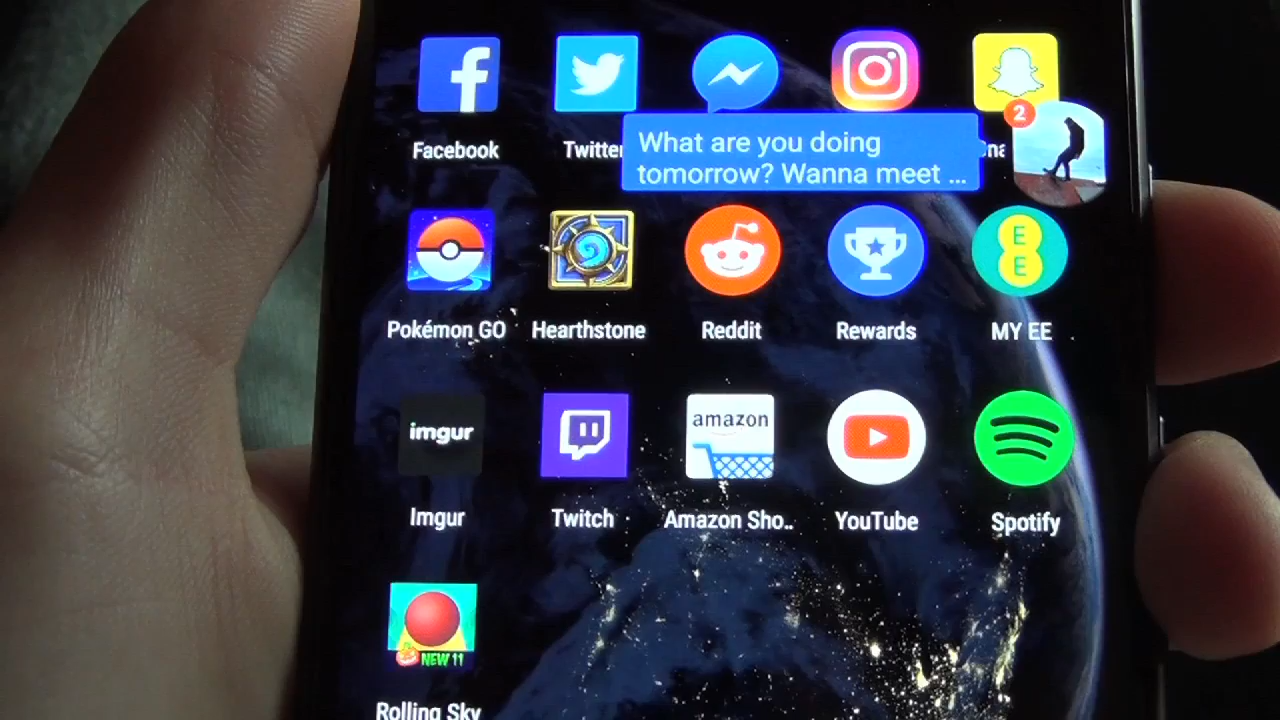 Facebook
Twitter
2
What are you doing
tomorrow? Wanna meet ...
Pokémon GO
Hearthstone
Reddit
Rewards
E
E
MY EE
imgur
amazon
Imgur
Twitch
Amazon Sho..
YouTube
Spotify
NEW 11
Rolling Sky